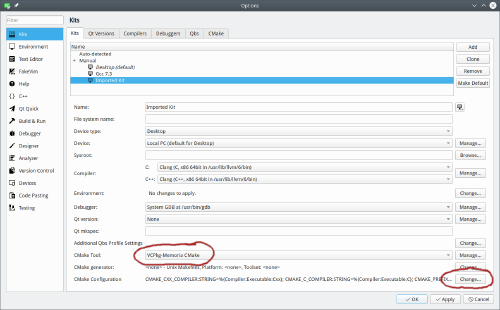 Options
Filter
Kits
Kits
Environment
Text Editor
FakeVim
Help
C++
Qt Quick
Build & Run
Debugger
Designer
Analyzer
Version Control
Devices
Code Pasting
Testing
Kits Qt Versions Compilers Debuggers Qbs CMake
Name
Auto-detected
Manual
Desktop (default)
Gcc 7.3
Imported Kit
Add
Clone
Remove
Make Default
Name: Imported Kit
File system name:
Device type: Desktop
Device: Local PC (default for Desktop) Manage...
Sysroot: Browse...
Compiler: Manage...
C: Clang (C, x86 64bit in /usr/lib/llvm/6/bin)
C++: Clang (C++, x86 64bit in /usr/lib/llvm/6/bin)
Environment: No changes to apply. Change...
Debugger: System GDB at /usr/bin/gdb Manage...
Qt version: None Manage...
Qt mkspec:
Additional Qbs Profile Settings Change...
CMake Tool: VCPkg-Memoria CMake Manage...
CMake generator: <none> - Unix Makefiles, Platform: <none>, Toolset: <none> Change...
CMake Configuration CMAKE_CXX_COMPILER:STRING=%{Compiler:Executable:Cxx}; CMAKE_C_COMPILER:STRING=%{Compiler:Executable:C}; CMAKE_PREFIX... Change...
OK Apply Cancel